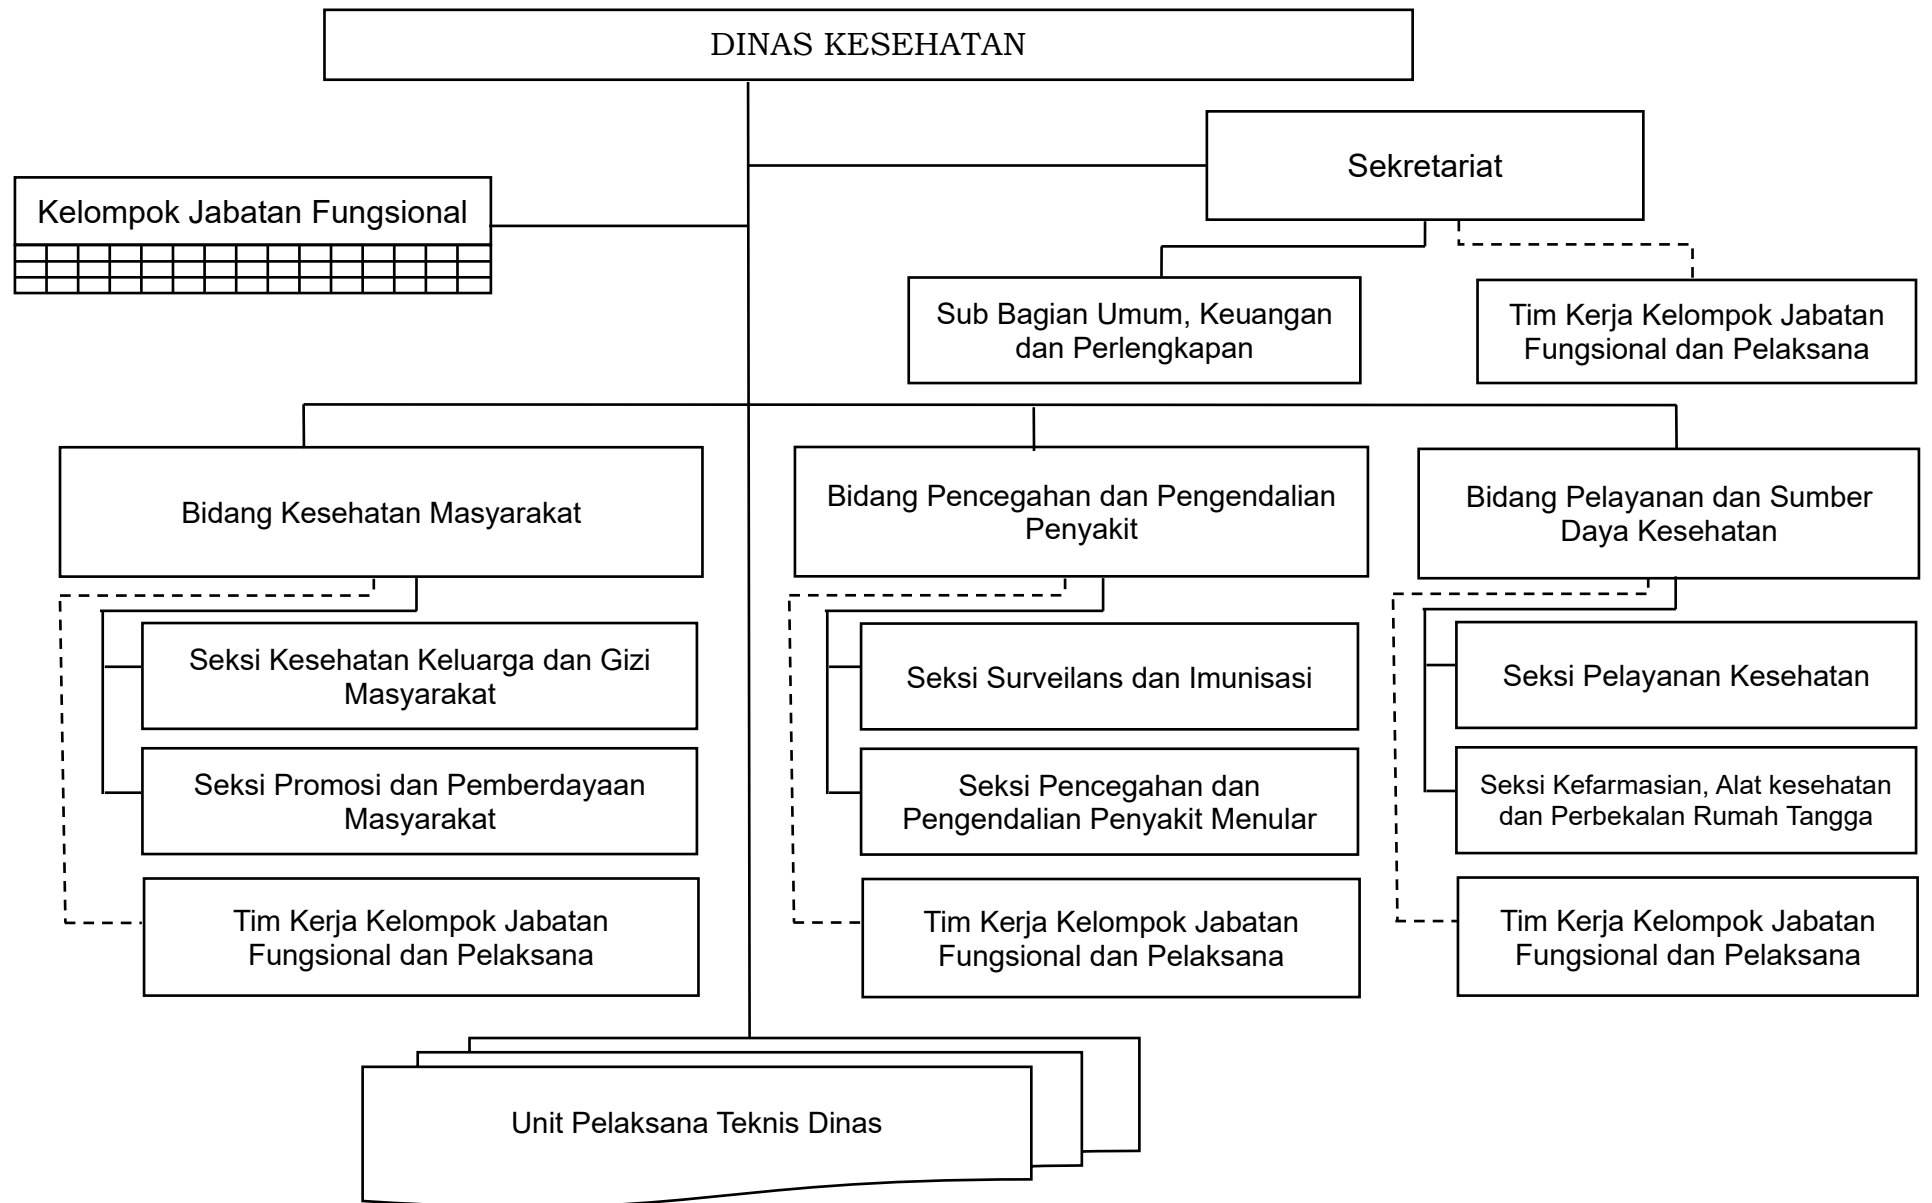 DINAS KESEHATAN
Sekretariat
Kelompok Jabatan Fungsional
Sub Bagian Umum, Keuangan
dan Perlengkapan
Tim Kerja Kelompok Jabatan
Fungsional dan Pelaksana
Bidang Kesehatan Masyarakat
Bidang Pencegahan dan Pengendalian
Penyakit
Bidang Pelayanan dan Sumber
Daya Kesehatan
Seksi Kesehatan Keluarga dan Gizi
Masyarakat
Seksi Surveilans dan Imunisasi
Seksi Pelayanan Kesehatan
Seksi Promosi dan Pemberdayaan
Masyarakat
Seksi Pencegahan dan
Pengendalian Penyakit Menular
Seksi Kefarmasian, Alat kesehatan
dan Perbekalan Rumah Tangga
Tim Kerja Kelompok Jabatan
Fungsional dan Pelaksana
Tim Kerja Kelompok Jabatan
Fungsional dan Pelaksana
Tim Kerja Kelompok Jabatan
Fungsional dan Pelaksana
Unit Pelaksana Teknis Dinas